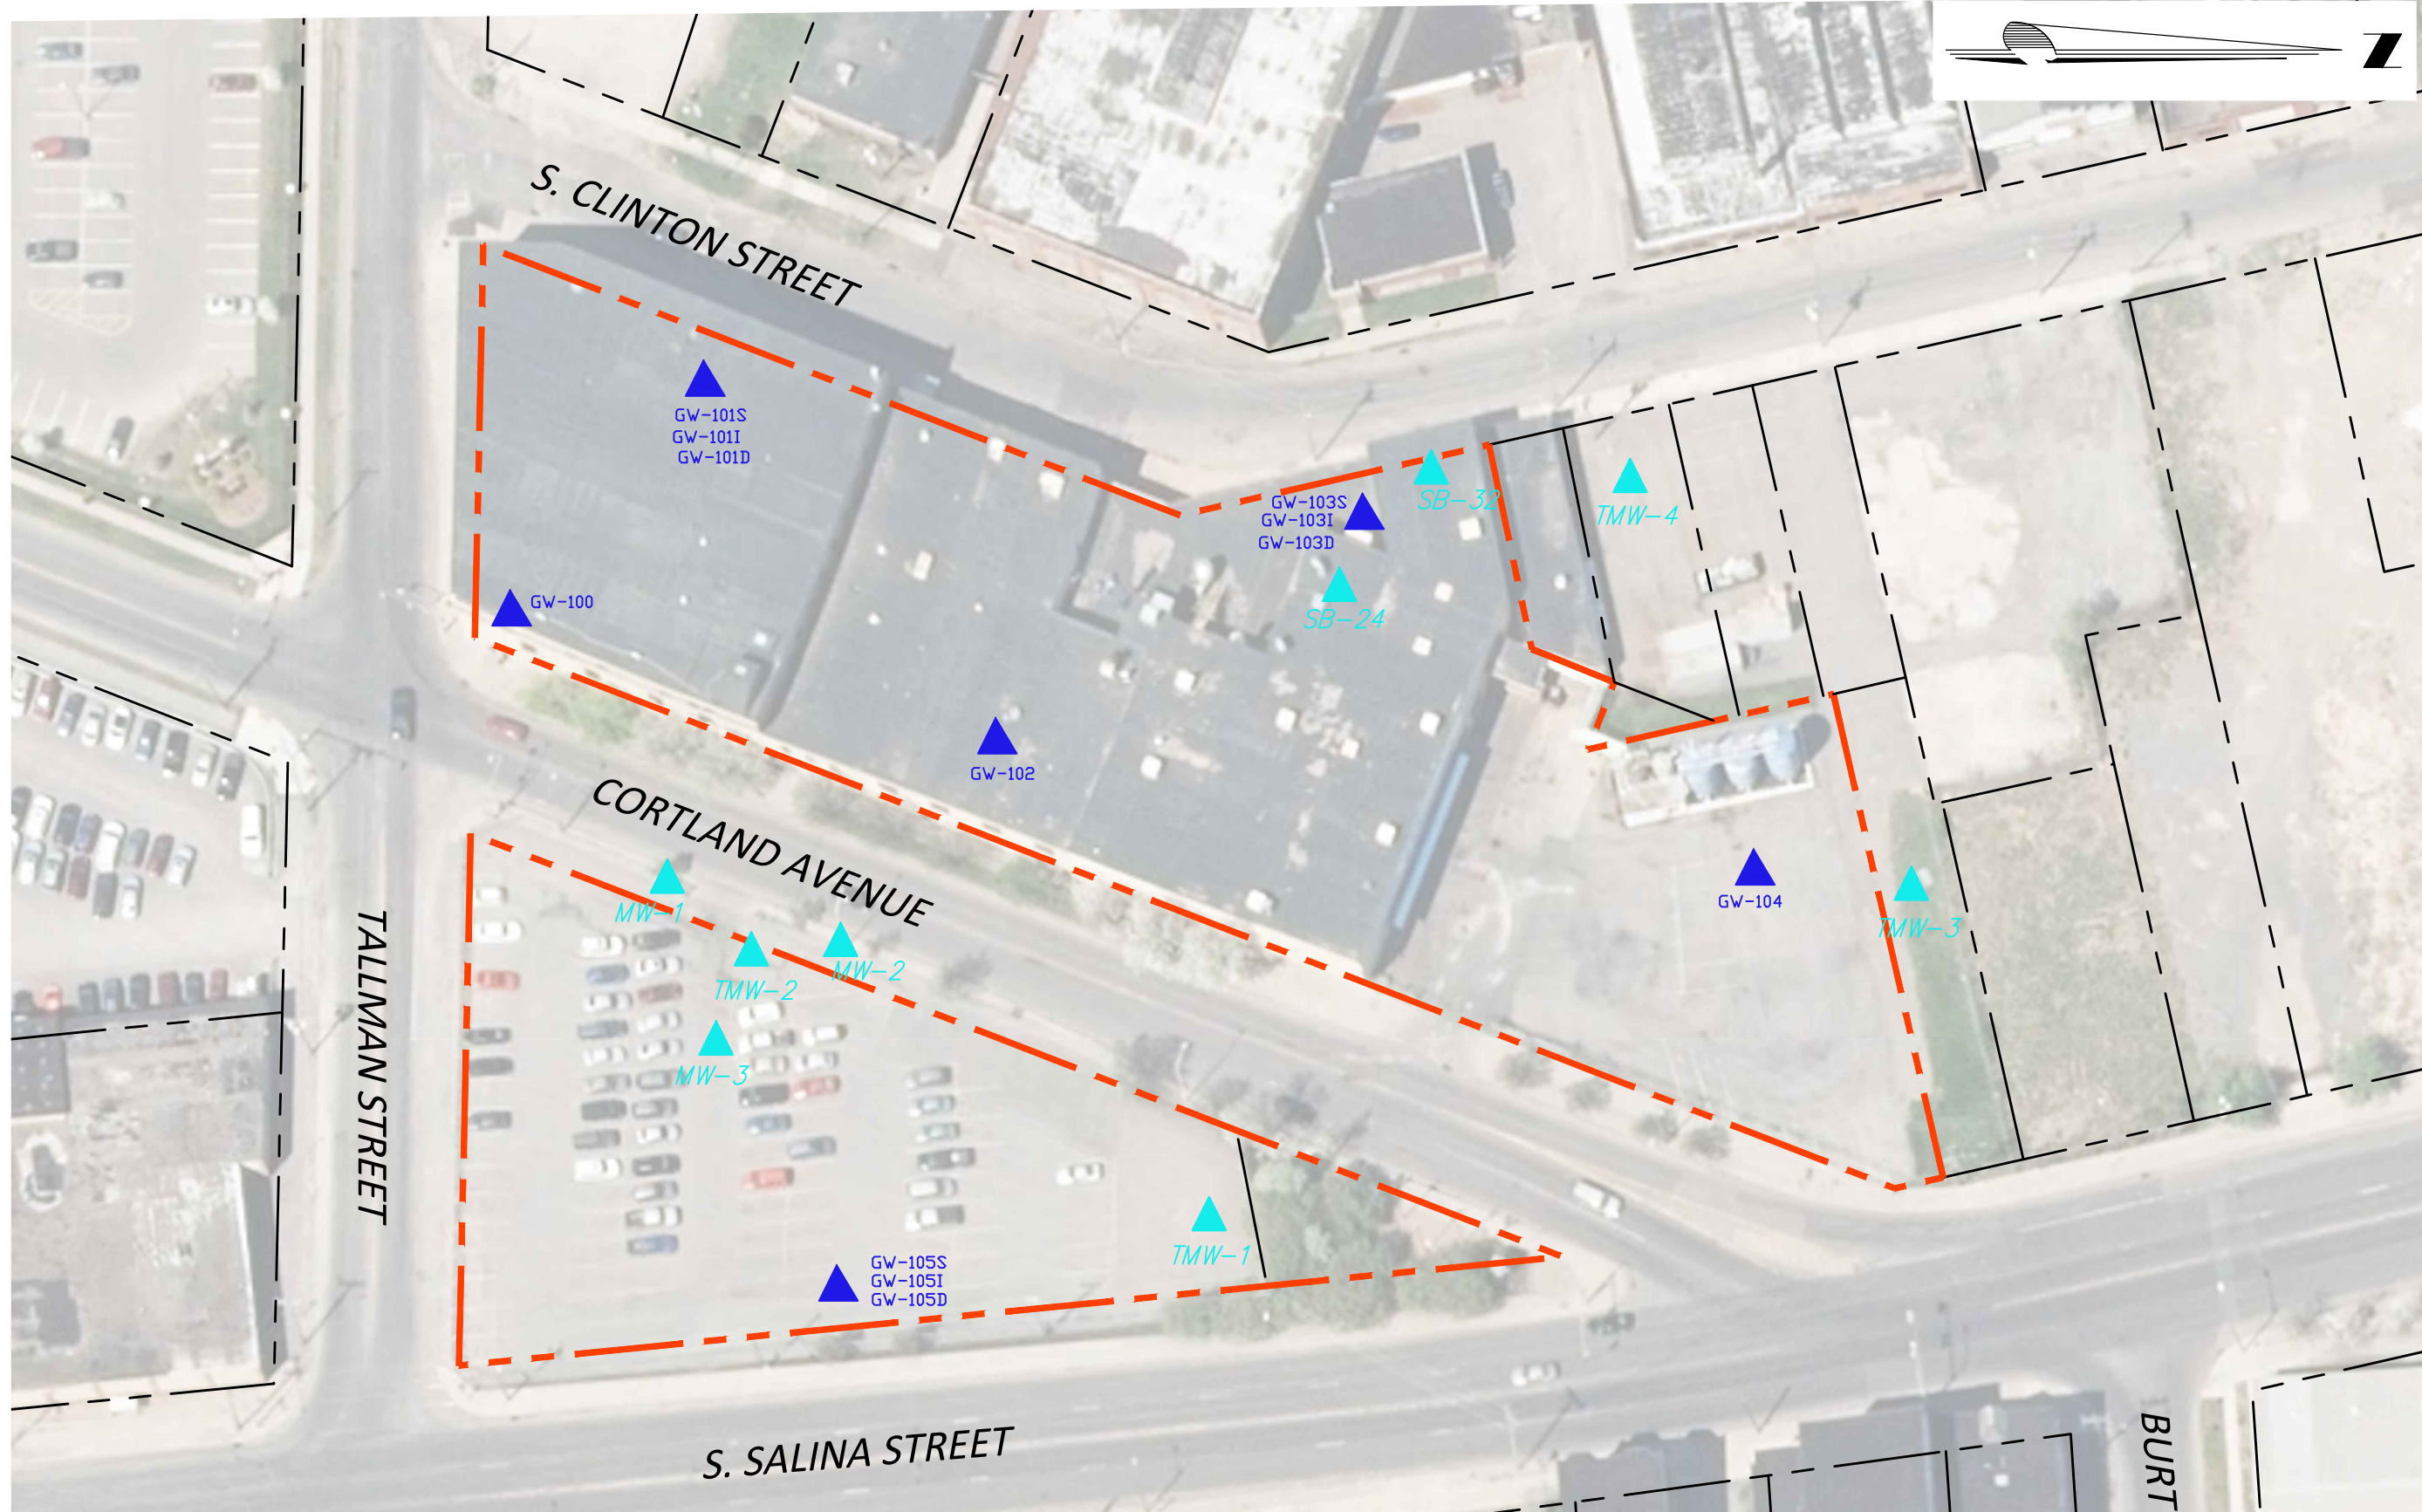 Z
S. CLINTON STREET
GW-101S
GW-101I
GW-101D
SB-32
GW-103S
GW-103I
GW-103D
TMW-4
SB-24
GW-100
GW-102
CORTLAND AVENUE
GW-104
MW-1
TMW-3
MW-2
TMW-2
MW-3
TALLMAN STREET
TMW-1
GW-105S
GW-105I
GW-105D
S. SALINA STREET
BURT